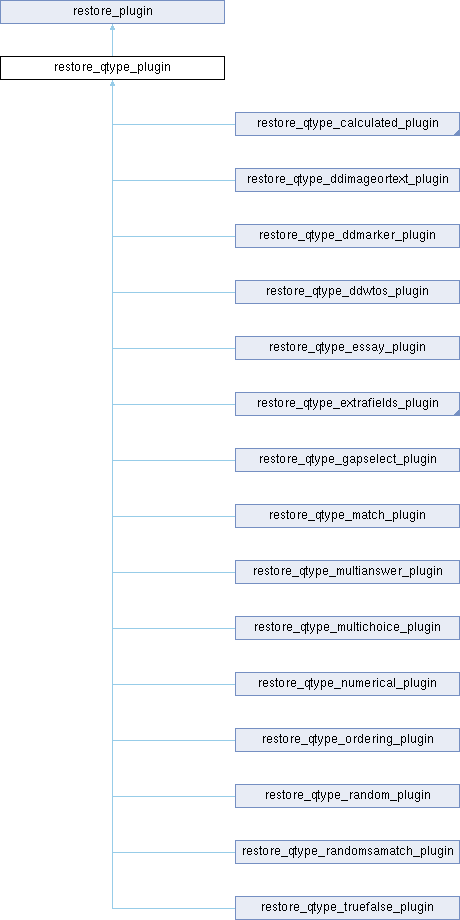 restore_plugin
restore_qtype_plugin
restore_qtype_calculated_plugin
restore_qtype_ddimageortext_plugin
restore_qtype_ddmarker_plugin
restore_qtype_ddwtos_plugin
restore_qtype_essay_plugin
restore_qtype_extrafields_plugin
restore_qtype_gapselect_plugin
restore_qtype_match_plugin
restore_qtype_multianswer_plugin
restore_qtype_multichoice_plugin
restore_qtype_numerical_plugin
restore_qtype_ordering_plugin
restore_qtype_random_plugin
restore_qtype_randomsamatch_plugin
restore_qtype_truefalse_plugin